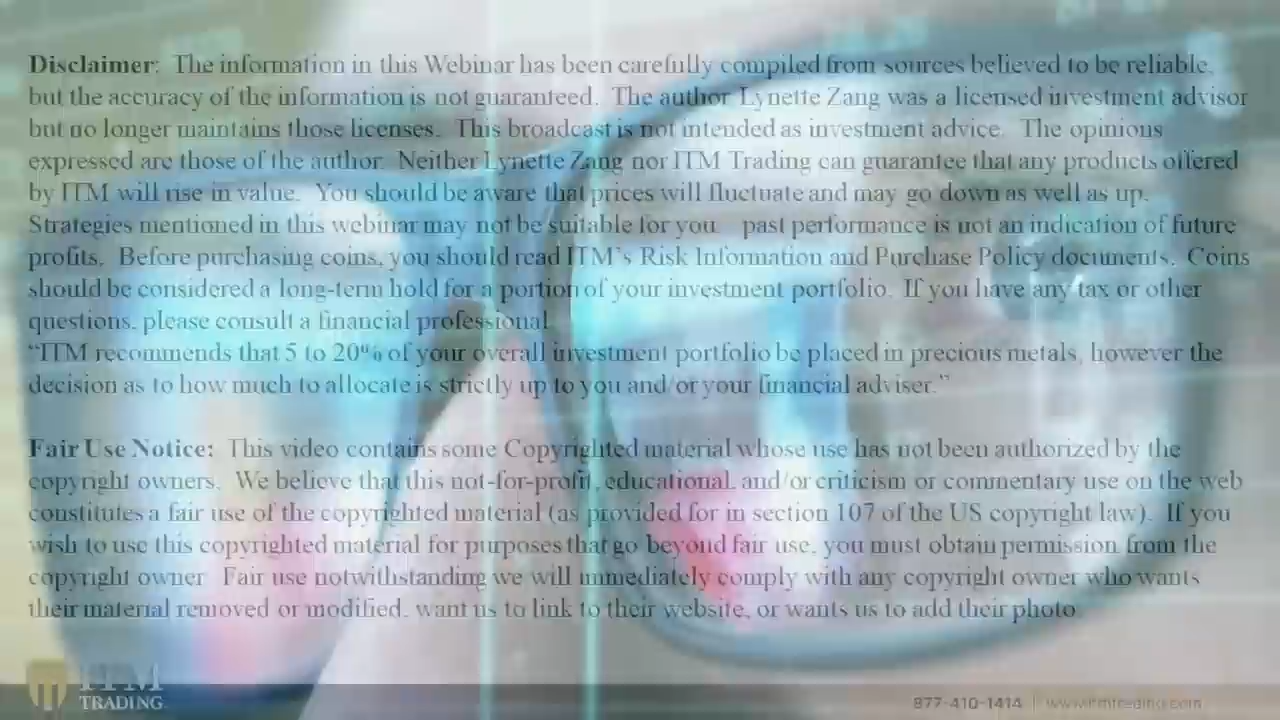 Disclaimer: The information in this Webinar has been carefully compiled from sources believed to be reliable,
but the accuracy of the information is not guaranteed. The author Lynette Zang was a licensed investment advisor
but no longer maintains those licenses. This broadcast is not intended as investment advice. The opinions
expressed are those of the author. Neither Lynette Zang nor ITM Trading can guarantee that any products offered
by ITM will rise in value. You should be aware that prices will fluctuate and may go down as well as up.
Strategies mentioned in this webinar may not be suitable for you. past performance is not an indication of future
profits. Before purchasing coins, you should read ITM's Risk Information and Purchase Policy documents. Coins
should be considered a long-term hold for a portion of your investment portfolio. If you have any tax or other
questions, please consult a financial professional.
“ITM recommends that 5 to 20% of your overall investment portfolio be placed in precious metals, however the
decision as to how much to allocate is strictly up to you and/or your financial adviser.”
Fair Use Notice: This video contains some Copyrighted material whose use has not been authorized by the
copyright owners. We believe that this not-for-profit, educational, and/or criticism or commentary use on the web
constitutes a fair use of the copyrighted material (as provided for in section 107 of the US copyright law). If you
wish to use this copyrighted material for purposes that go beyond fair use, you must obtain permission from the
copyright owner. Fair use notwithstanding we will immediately comply with any copyright owner who wants
their material removed or modified, want us to link to their website, or wants us to add their photo.
ITM
TRADING
877-410-1414 | www.itmtrading.com